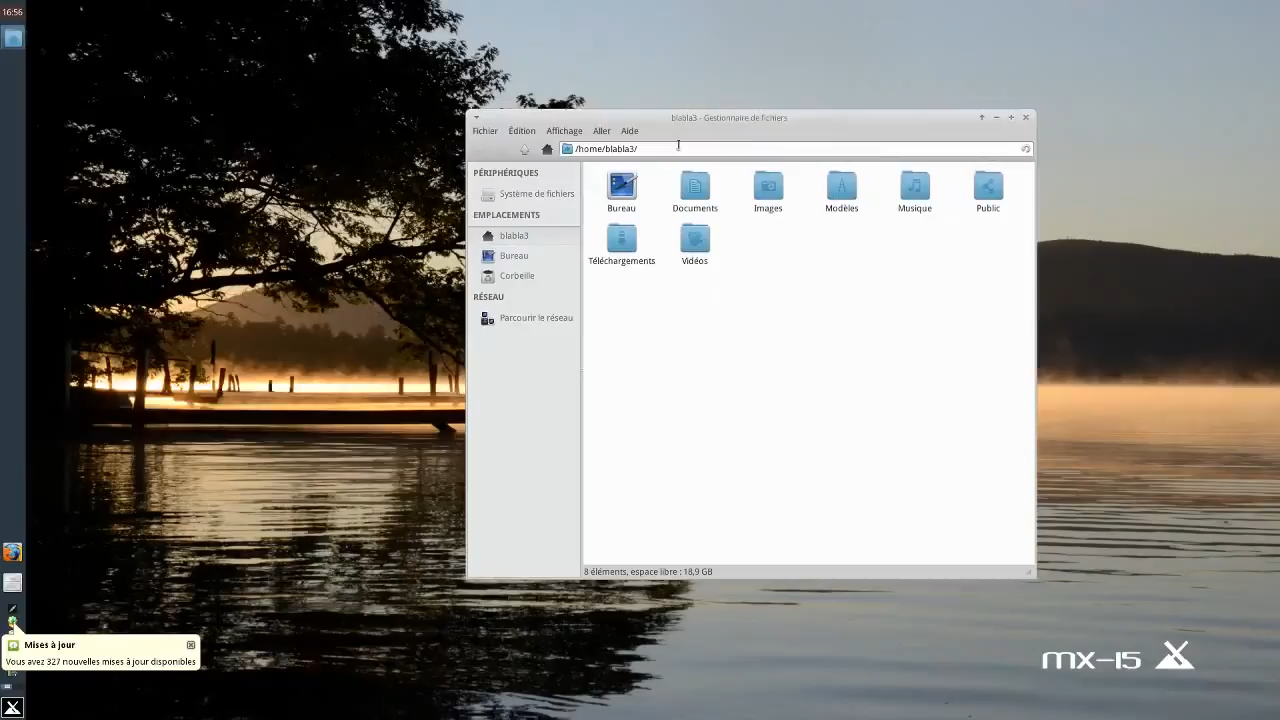 16:56
blabla3 - Gestionnaire de fichiers
Fichier Édition Affichage Aller Aide
/home/blabla3/
PÉRIPHÉRIQUES
Système de fichiers
EMPLACEMENTS
blabla3
Bureau
Corbeille
RÉSEAU
Parcourir le réseau
Bureau Documents Images Modèles Musique Public
Téléchargements Vidéos
8 éléments, espace libre : 18,9 GB
Mises à jour
Vous avez 327 nouvelles mises à jour disponibles
mx-15